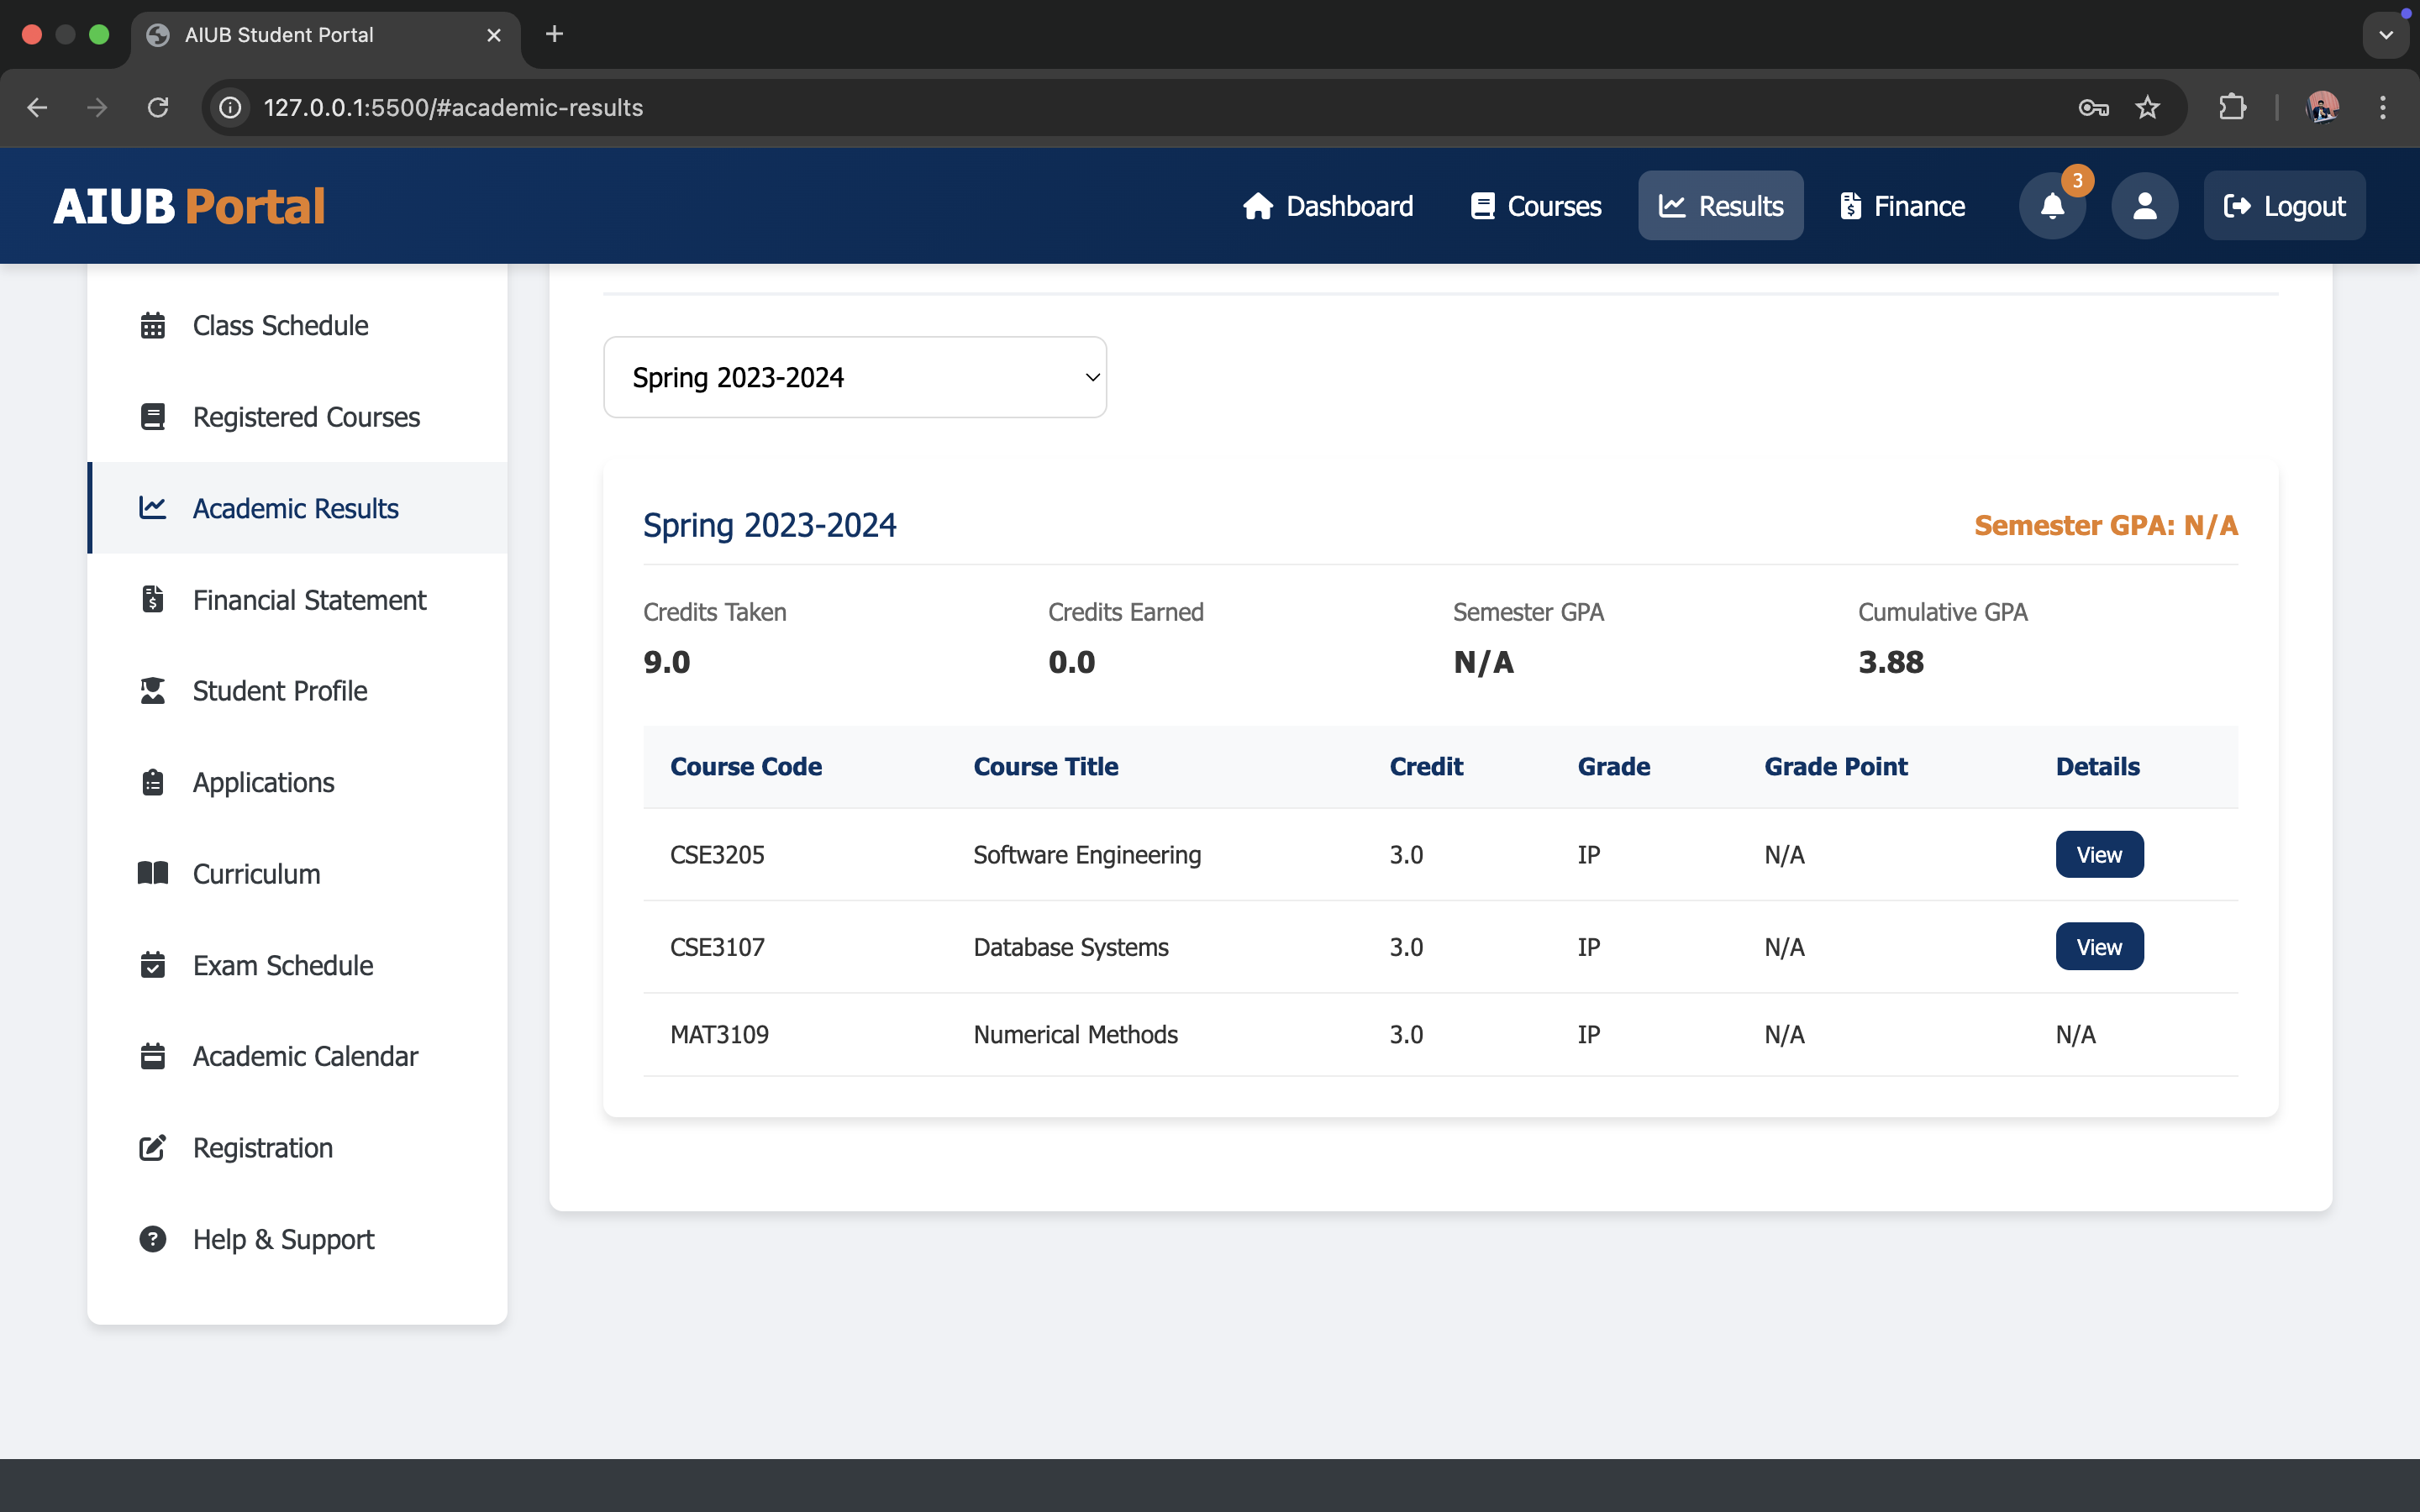 AIUB Student Portal
127.0.0.1:5500/#academic-results
AIUB Portal
Dashboard
Courses
Results
Finance
3
Logout
Class Schedule
Registered Courses
Academic Results
Financial Statement
Student Profile
Applications
Curriculum
Exam Schedule
Academic Calendar
Registration
Help & Support
Spring 2023-2024
Spring 2023-2024 Semester GPA: N/A
Credits Taken Credits Earned Semester GPA Cumulative GPA
9.0 0.0 N/A 3.88
Course Code Course Title Credit Grade Grade Point Details
CSE3205 Software Engineering 3.0 IP N/A View
CSE3107 Database Systems 3.0 IP N/A View
MAT3109 Numerical Methods 3.0 IP N/A N/A